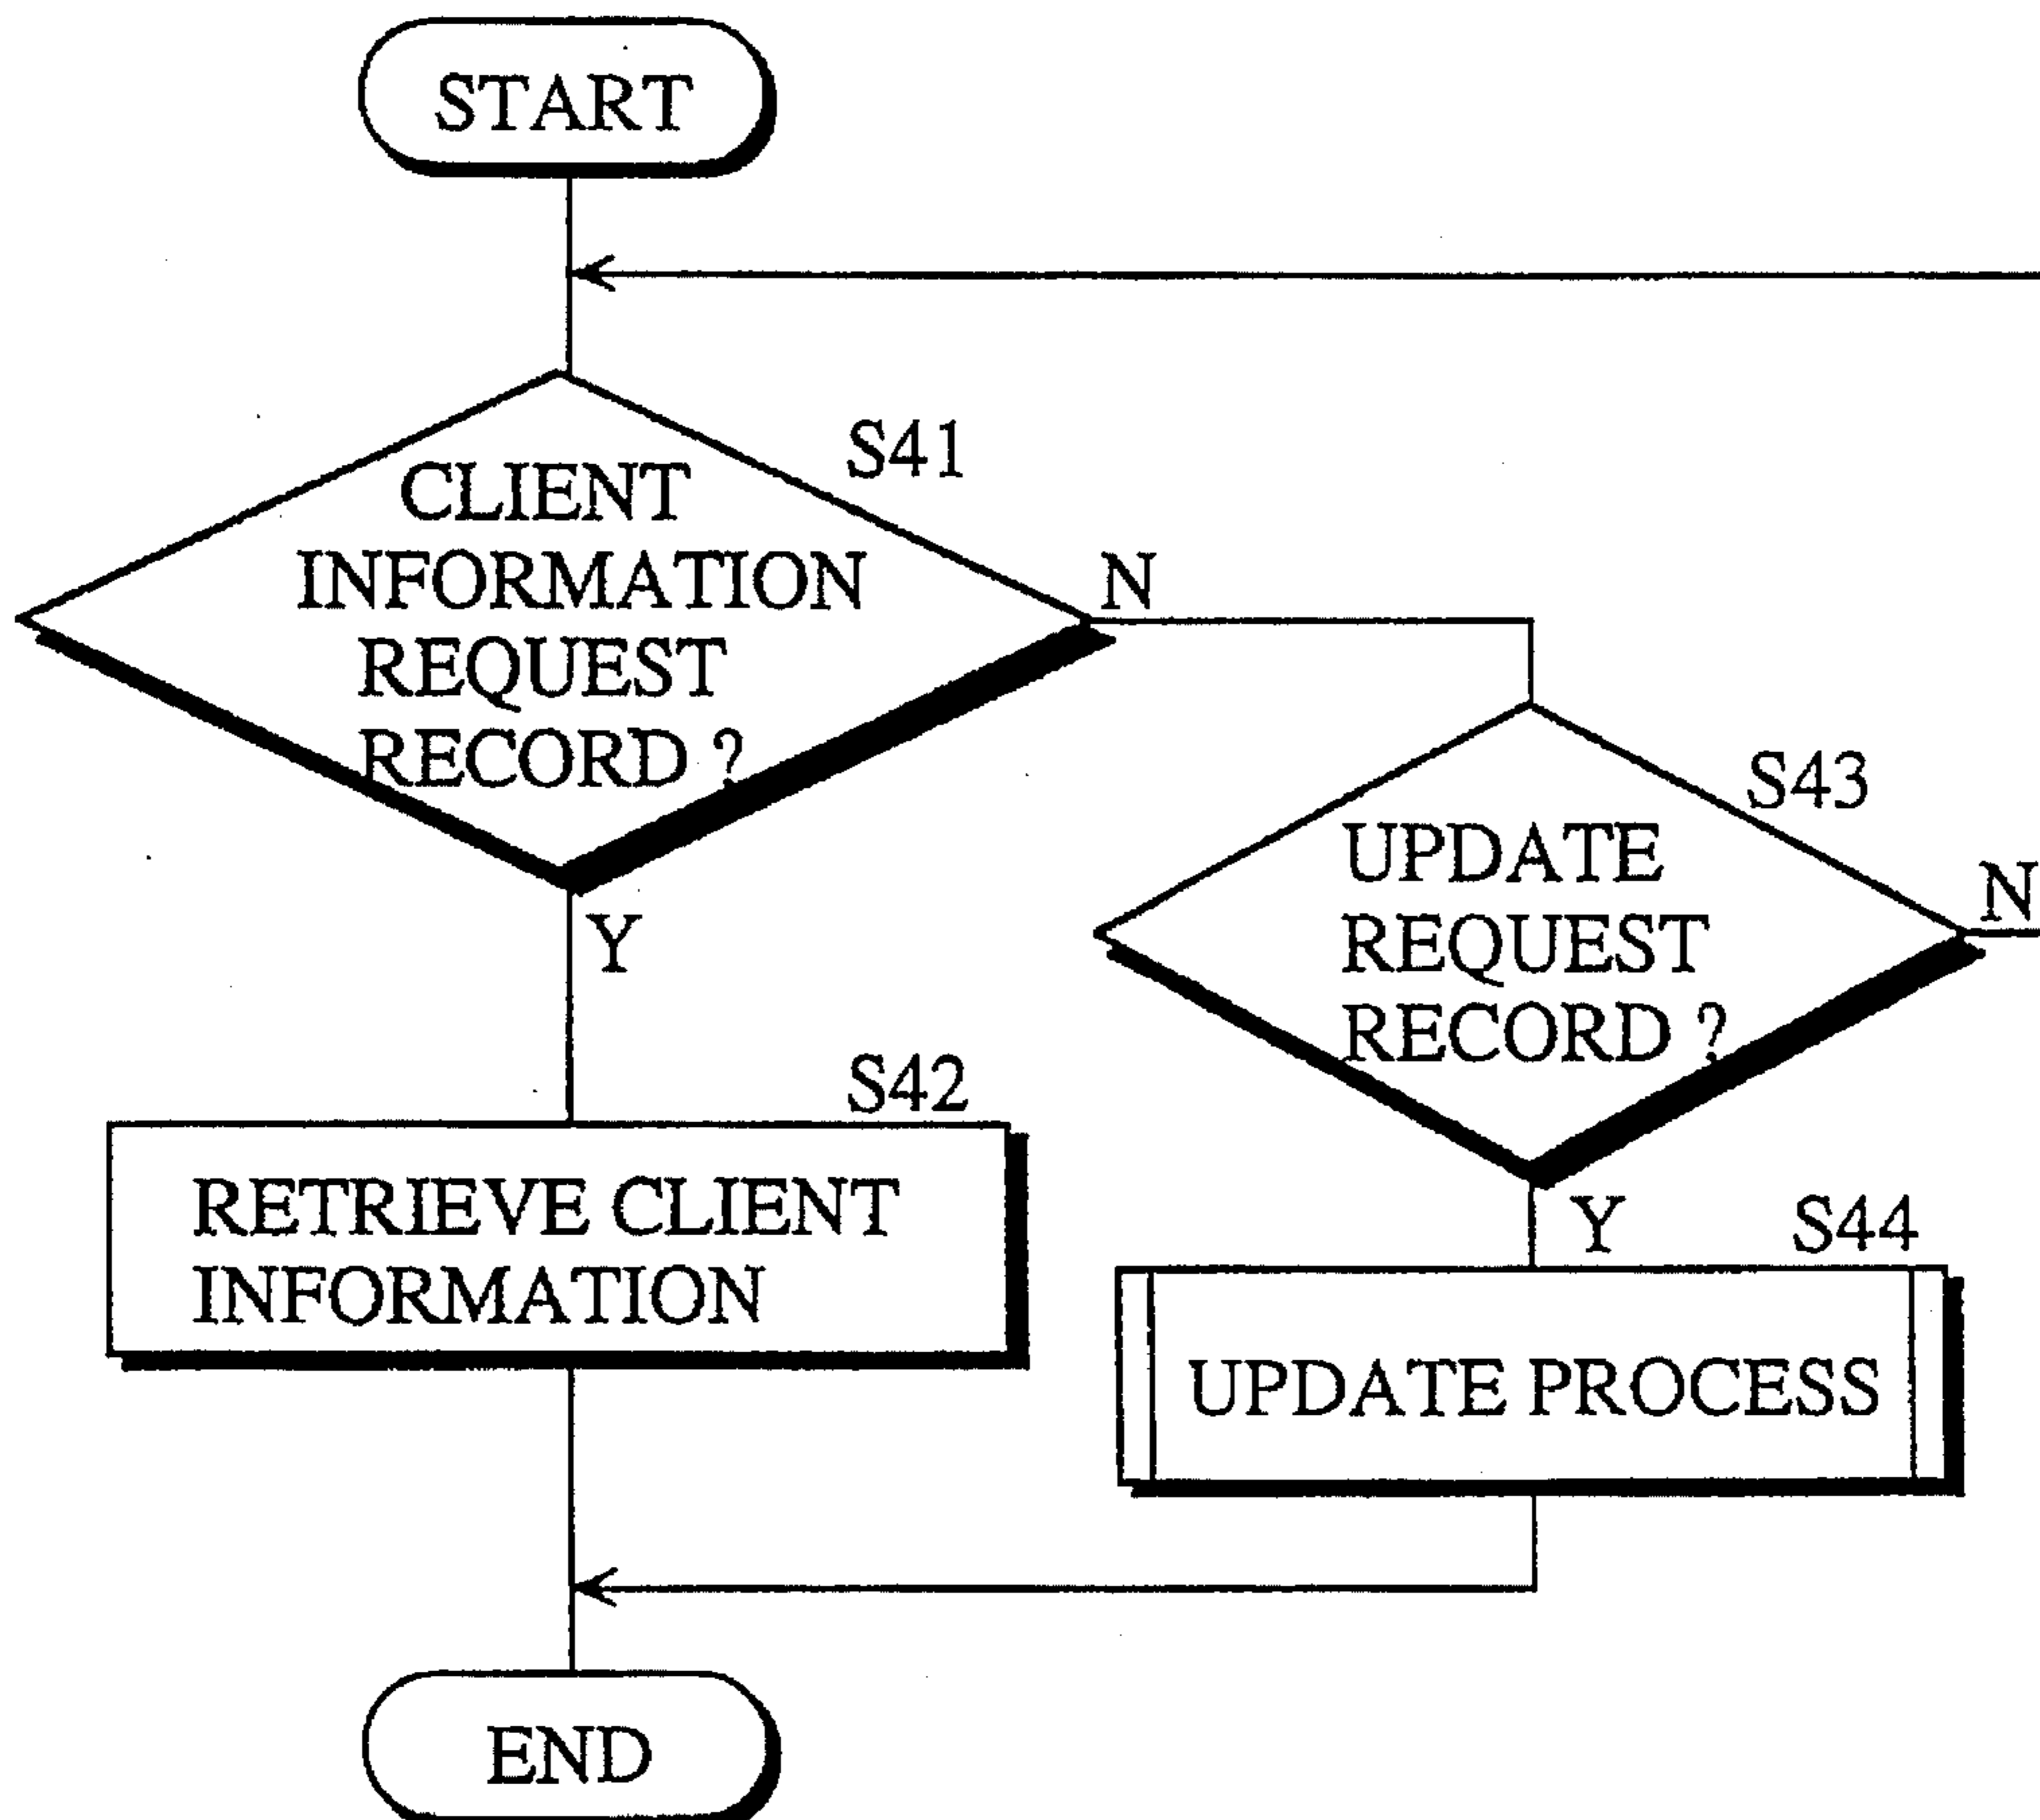 START
S41
CLIENT
INFORMATION
REQUEST
RECORD ?
N
Y
S43
UPDATE
REQUEST
RECORD ?
N
Y
S42
RETRIEVE CLIENT
INFORMATION
S44
UPDATE PROCESS
END